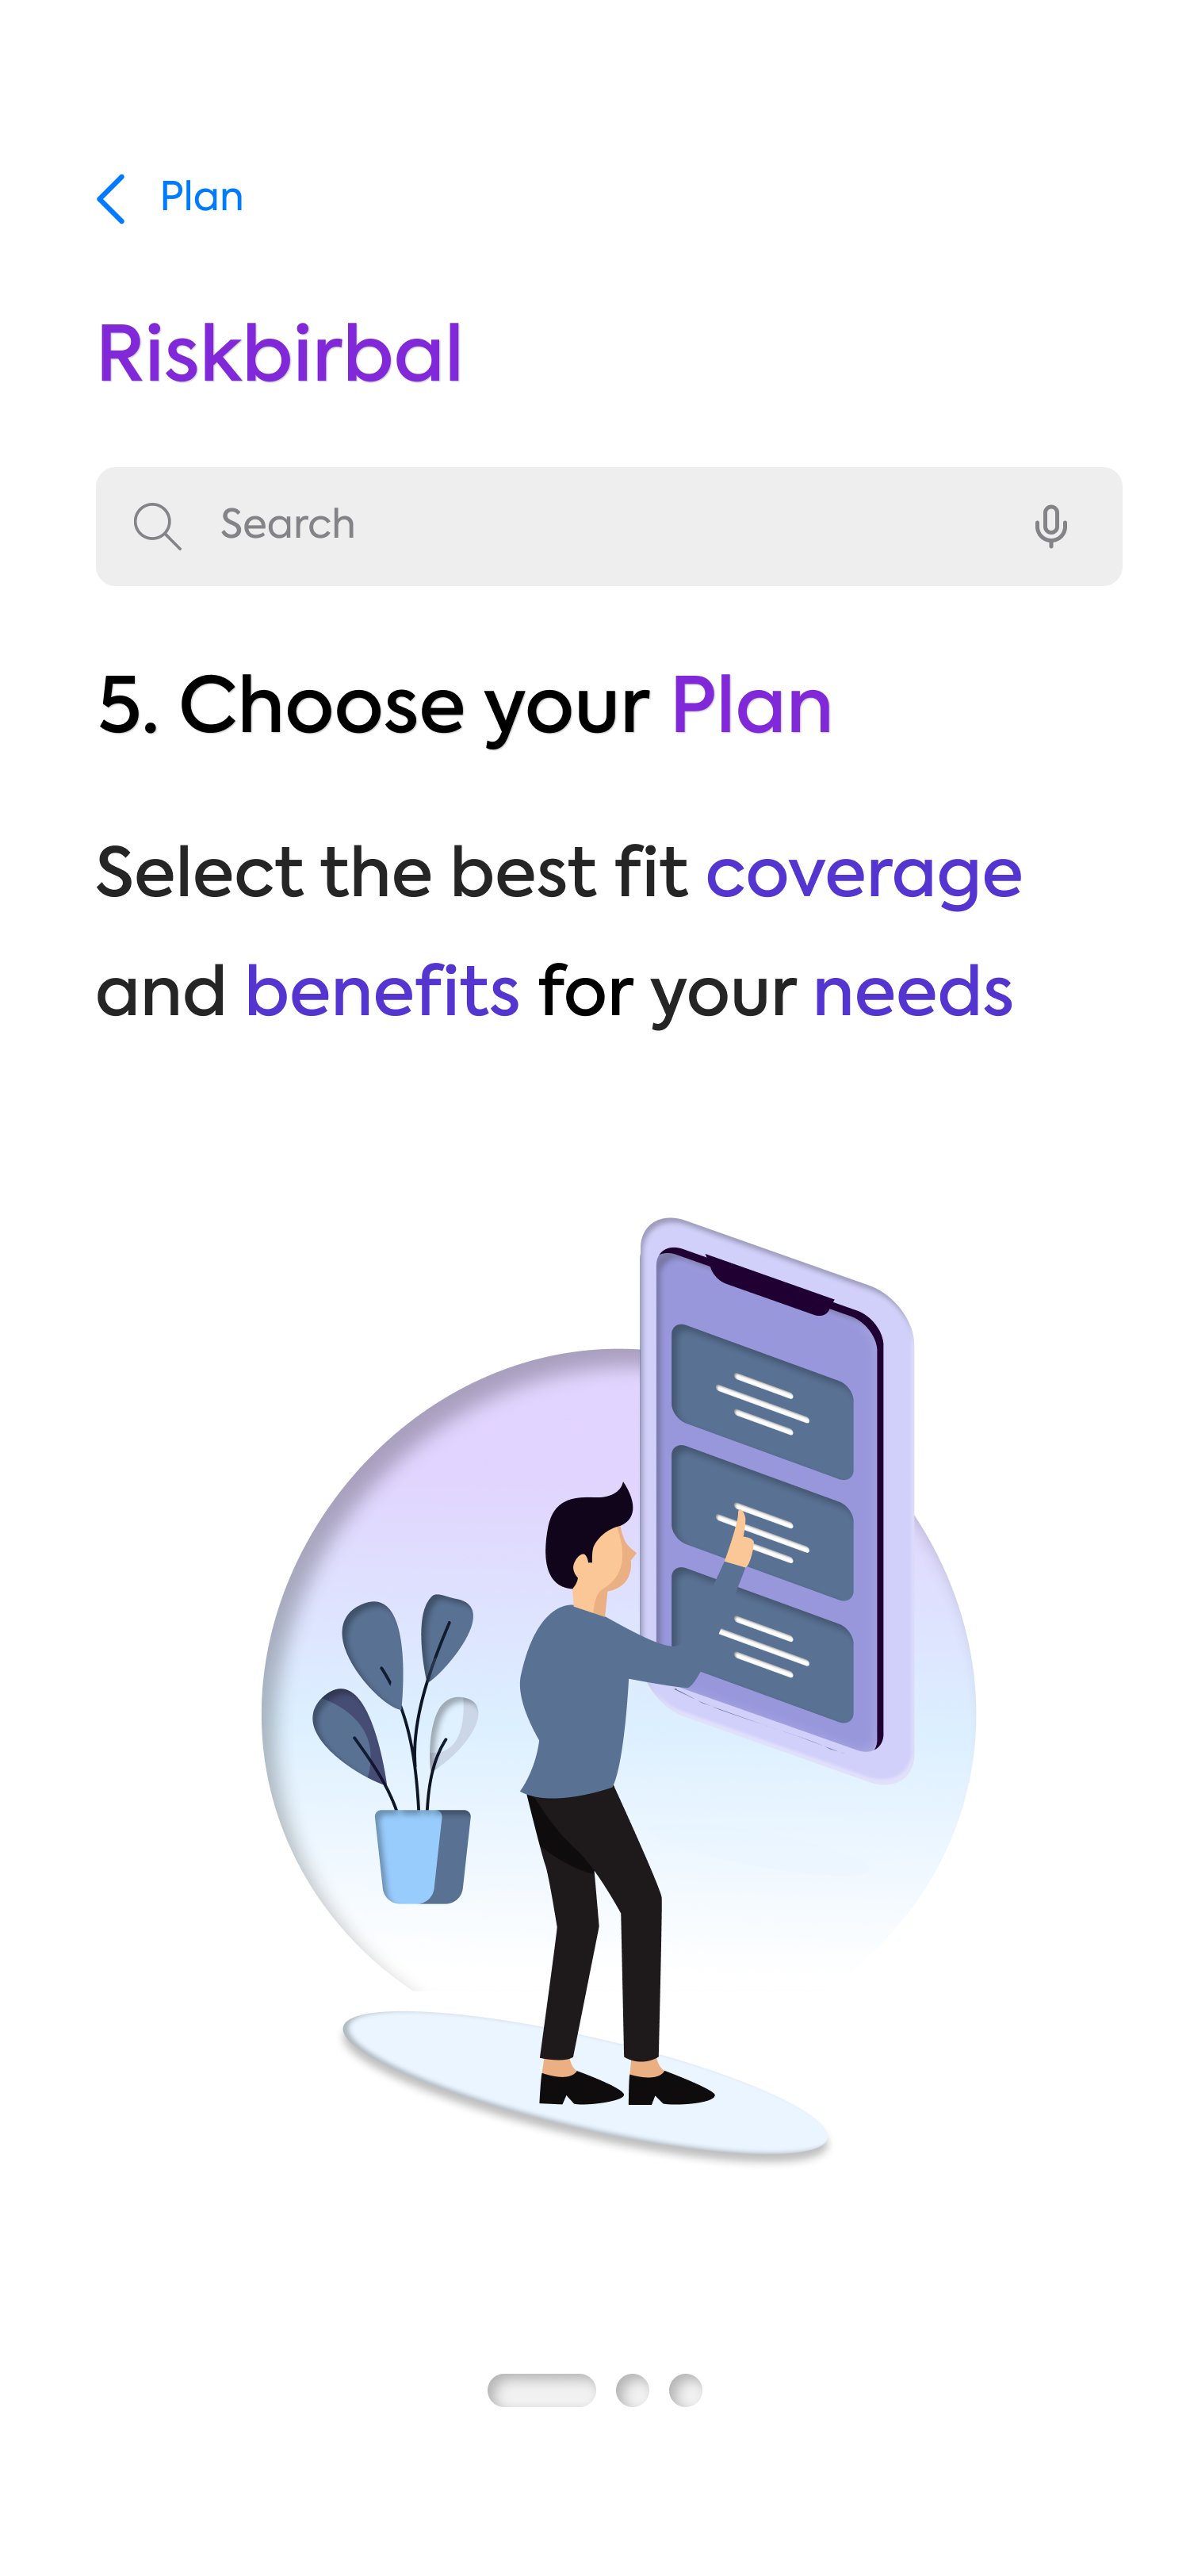 Plan
Riskbirbal
Search
5. Choose your Plan
Select the best fit coverage
and benefits for your needs